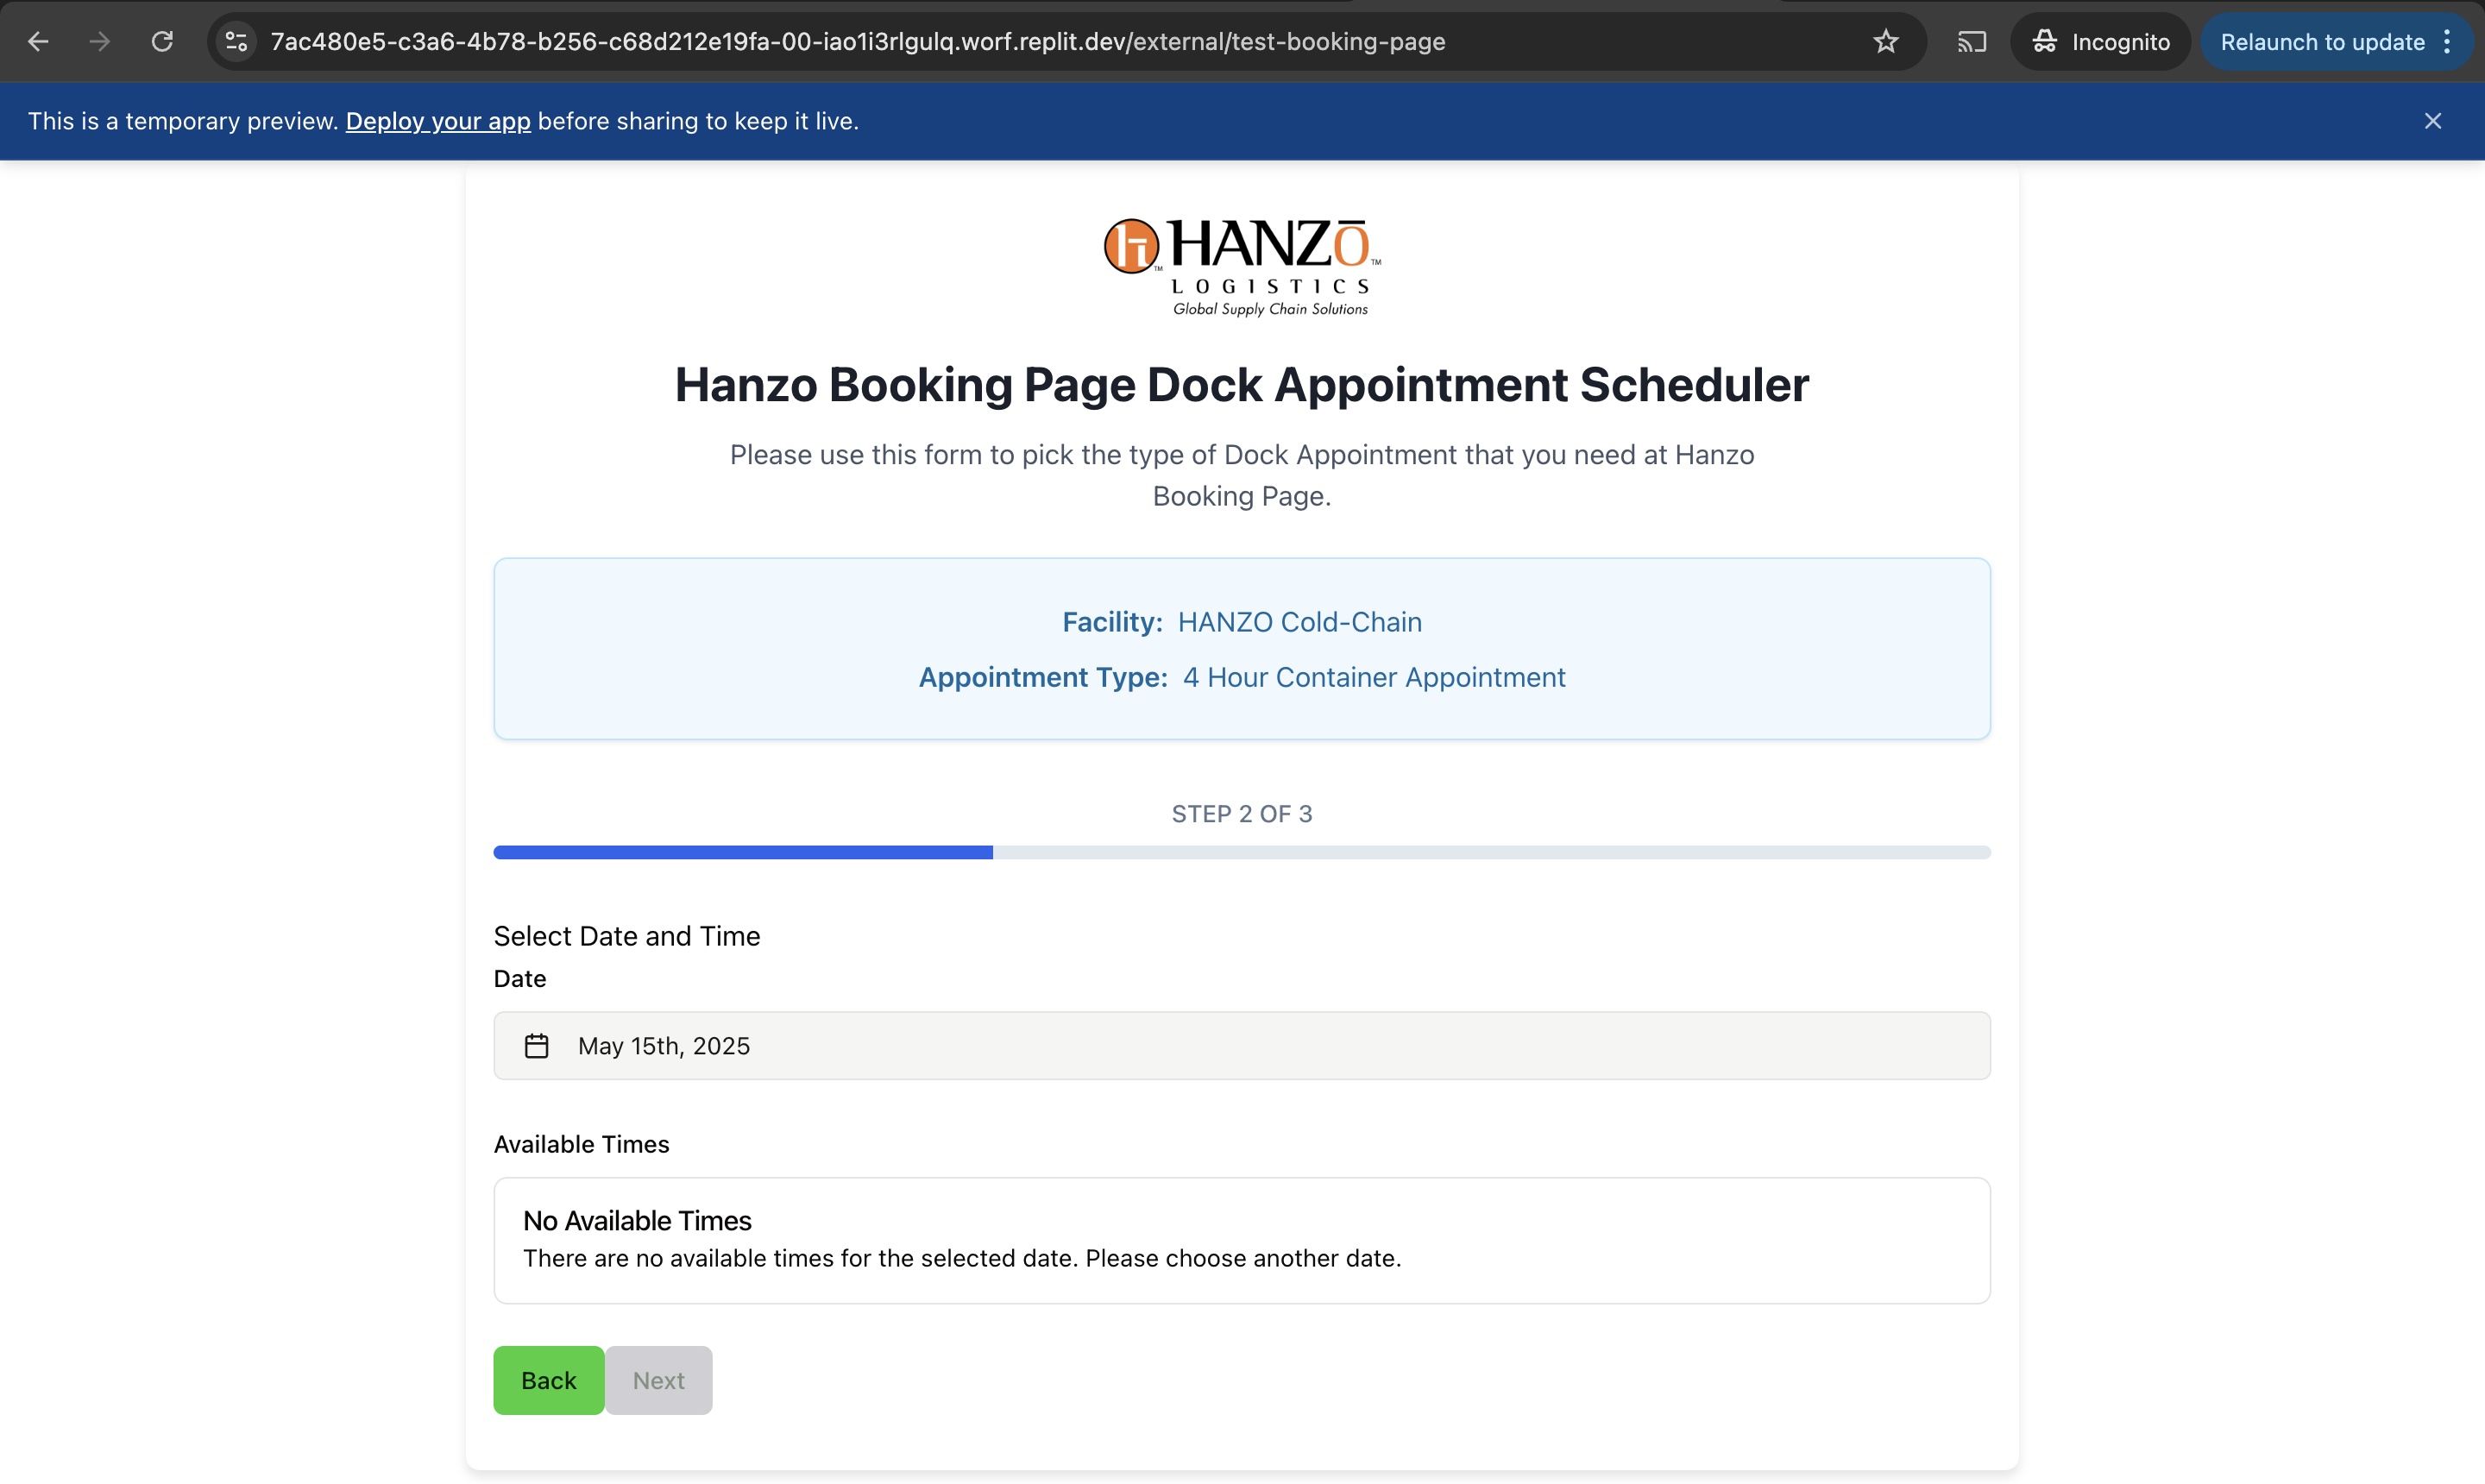 7ac480e5-c3a6-4b78-b256-c68d212e19fa-00-iao1i3rlgulq.worf.replit.dev/external/test-booking-page
Incognito
Relaunch to update
This is a temporary preview. Deploy your app before sharing to keep it live.
HANZŌ™
LOGISTICS
Global Supply Chain Solutions
Hanzo Booking Page Dock Appointment Scheduler
Please use this form to pick the type of Dock Appointment that you need at Hanzo
Booking Page.
Facility: HANZO Cold-Chain
Appointment Type: 4 Hour Container Appointment
STEP 2 OF 3
Select Date and Time
Date
May 15th, 2025
Available Times
No Available Times
There are no available times for the selected date. Please choose another date.
Back
Next